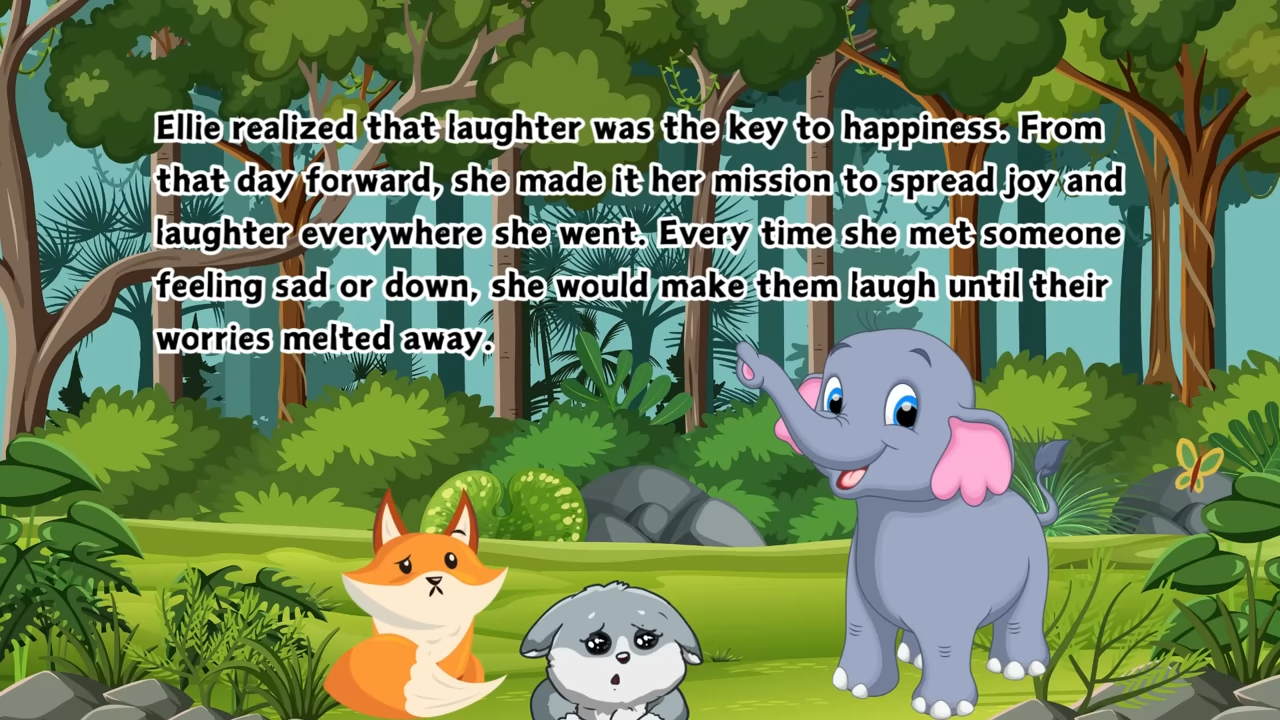 Ellie realized that laughter was the key to happiness. From
that day forward, she made it her mission to spread joy and
laughter everywhere she went. Every time she met someone
feeling sad or down, she would make them laugh until their
worries melted away.